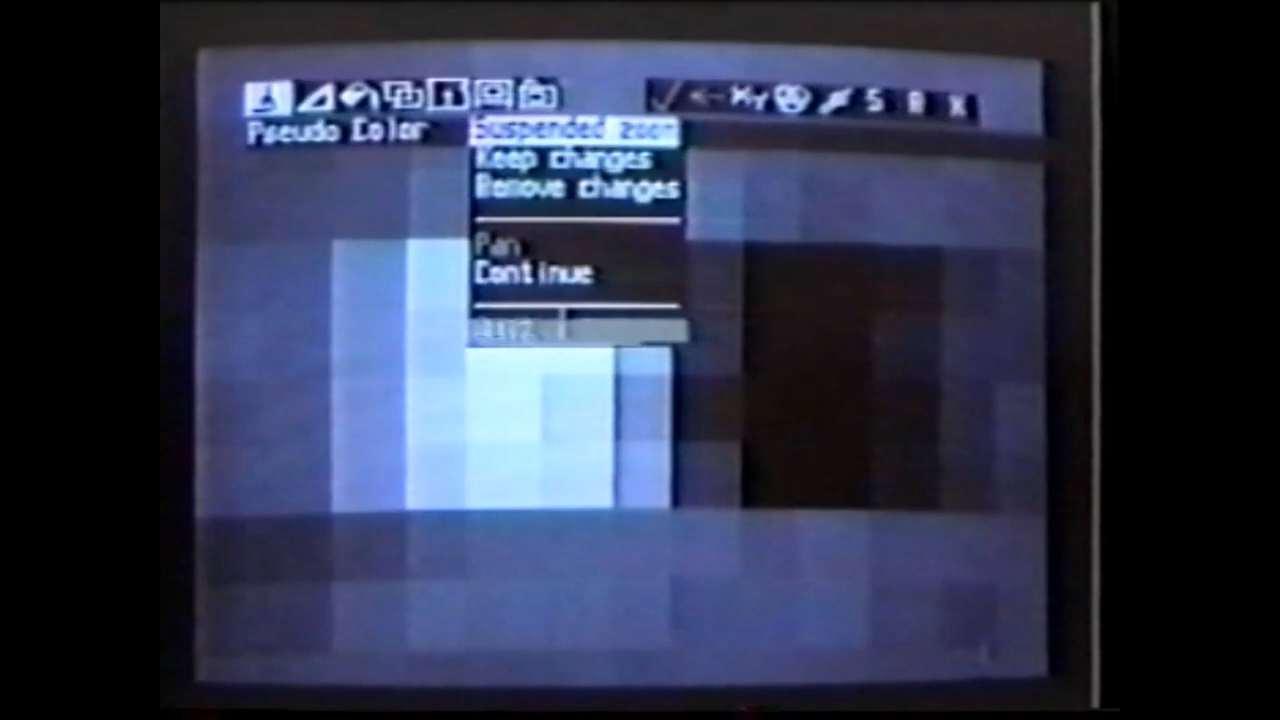 S R X
Pseudo Color
Suspended zoom
Keep changes
Remove changes
Pan
Continue